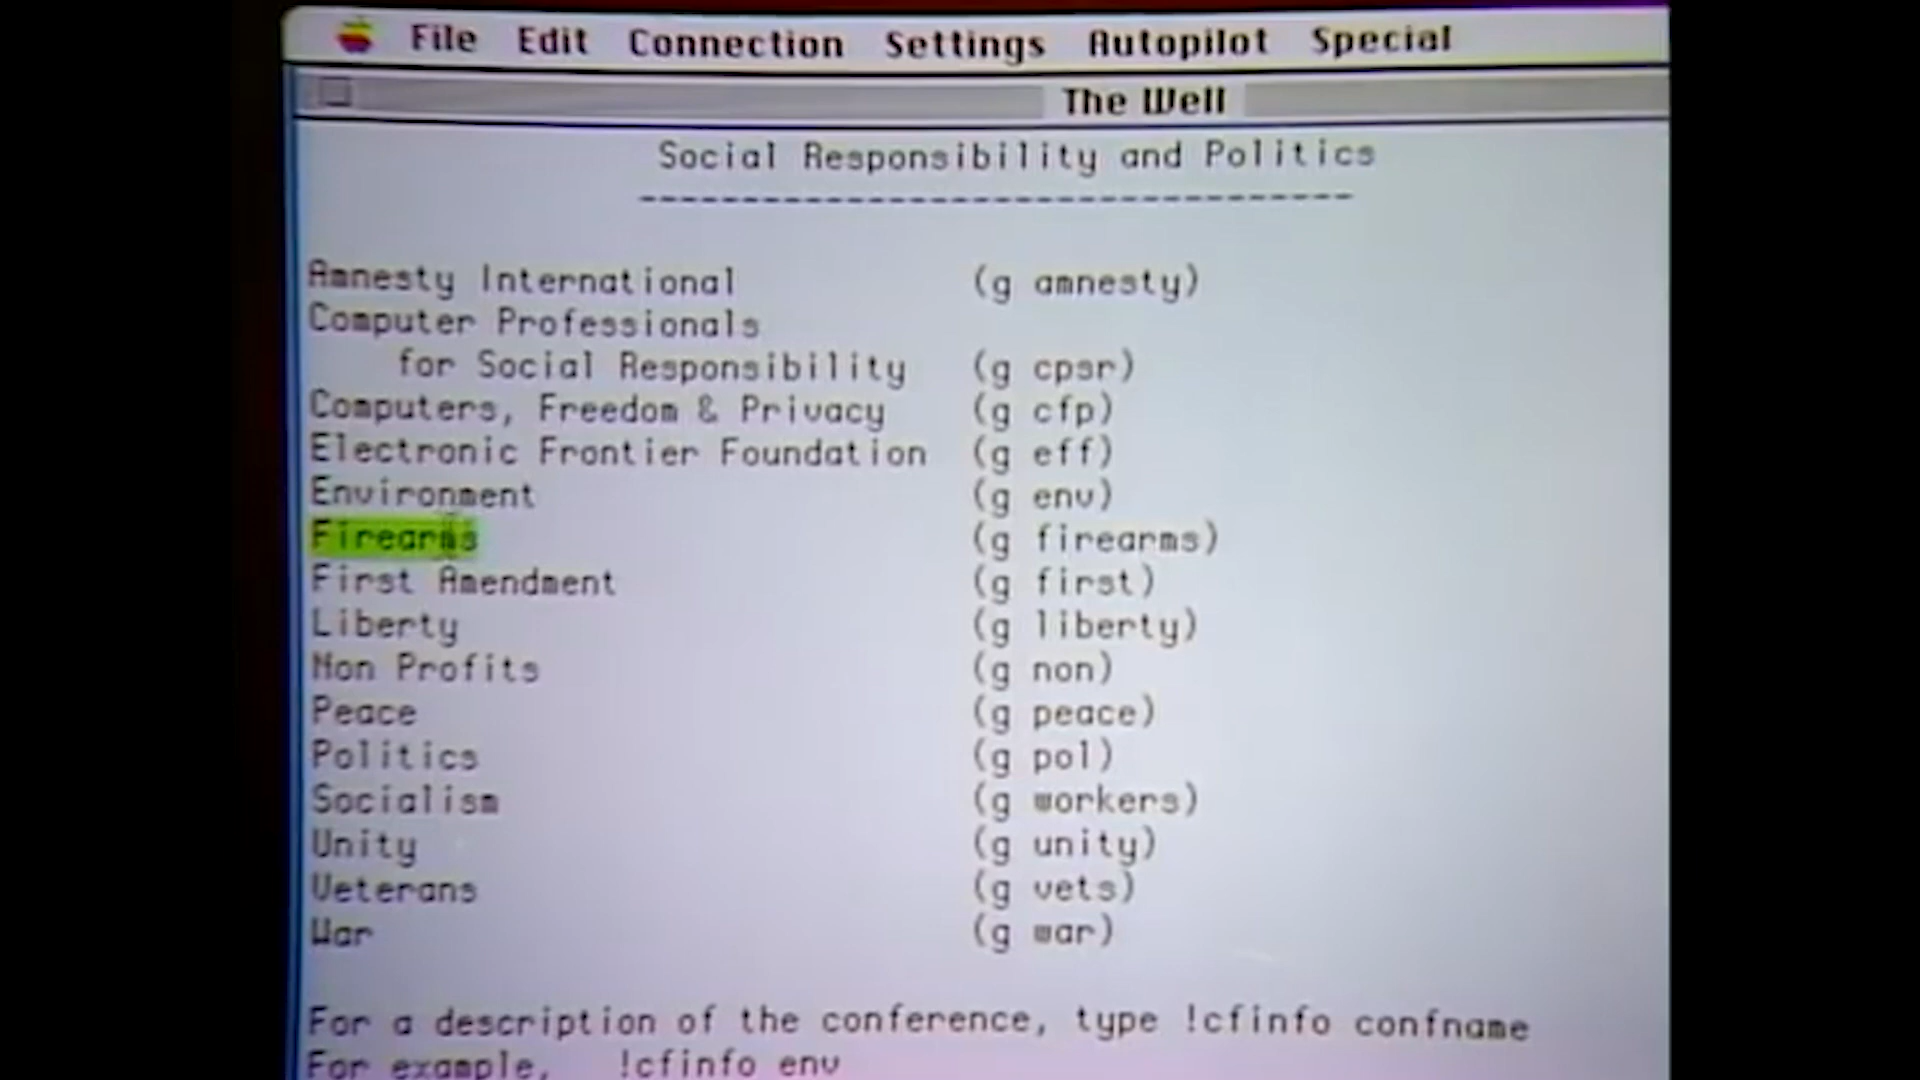 File Edit Connection Settings Autopilot Special
The Well
Social Responsibility and Politics
----------------------------------
Amnesty International (g amnesty)
Computer Professionals
for Social Responsibility (g cpsr)
Computers, Freedom & Privacy (g cfp)
Electronic Frontier Foundation (g eff)
Environment (g env)
Firearms (g firearms)
First Amendment (g first)
Liberty (g liberty)
Non Profits (g non)
Peace (g peace)
Politics (g pol)
Socialism (g workers)
Unity (g unity)
Veterans (g vets)
War (g war)
For a description of the conference, type !cfinfo confname
For example, !cfinfo env